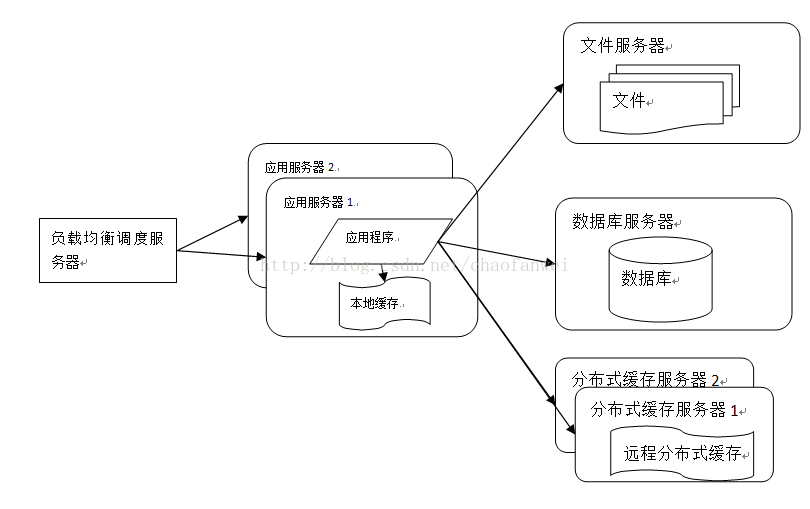 文件服务器
文件
应用服务器 2.
应用服务器 1.
应用程序.
负载均衡调度服
务器
http://blog.csdn.net/chaofanwei
本地缓存.
数据库服务器
数据库
分布式缓存服务器 2
分布式缓存服务器 1
远程分布式缓存